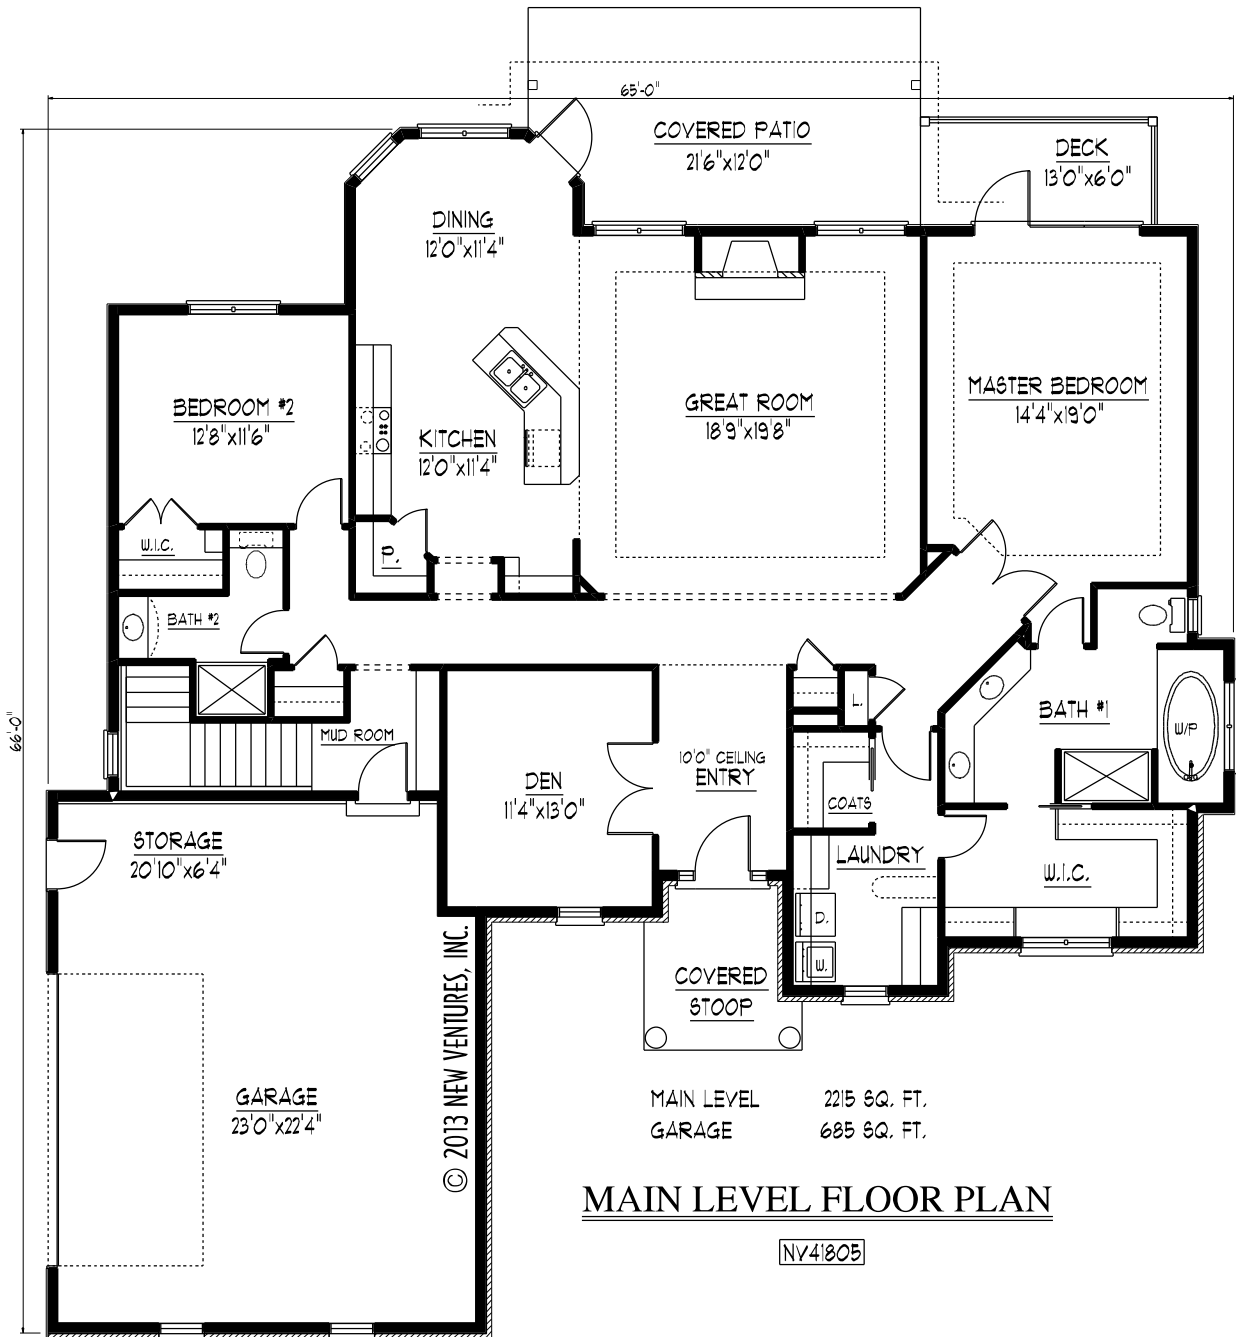 65'-0"
COVERED PATIO
21'6"x12'0"
DECK
13'0"x6'0"
DINING
12'0"x11'4"
BEDROOM #2
12'8"x11'6"
KITCHEN
12'0"x11'4"
GREAT ROOM
18'9"x19'8"
MASTER BEDROOM
14'4"x19'0"
W.I.C.
P.
BATH #2
66'-0"
MUD ROOM
L.
BATH #1
W/P
10'0" CEILING
ENTRY
DEN
11'4"x13'0"
COATS
STORAGE
20'10"x6'4"
LAUNDRY
W.I.C.
D.
W.
COVERED
STOOP
© 2013 NEW VENTURES, INC.
GARAGE
23'0"x22'4"
MAIN LEVEL 2215 SQ. FT.
GARAGE 685 SQ. FT.
MAIN LEVEL FLOOR PLAN
NV41805